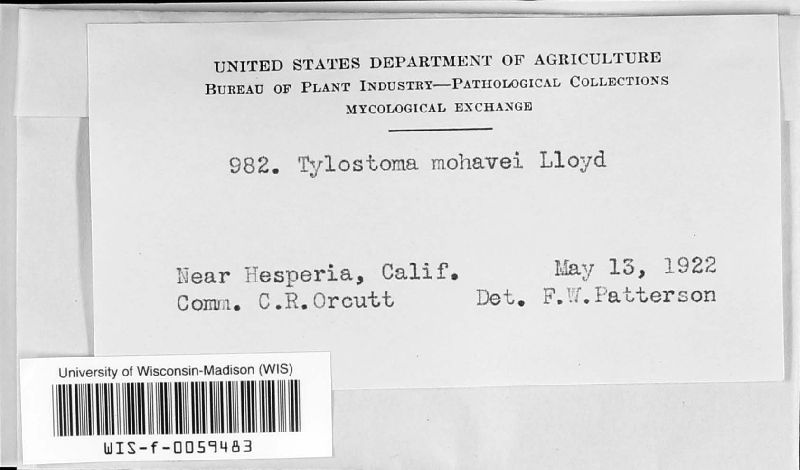 UNITED STATES DEPARTMENT OF AGRICULTURE
BUREAU OF PLANT INDUSTRY—PATHOLOGICAL COLLECTIONS
MYCOLOGICAL EXCHANGE
982. Tylostoma mohavei Lloyd
Near Hesperia, Calif. May 13, 1922
Comm. C.R.Orcutt Det. F.W.Patterson
University of Wisconsin-Madison (WIS)
WIS-f-0059483